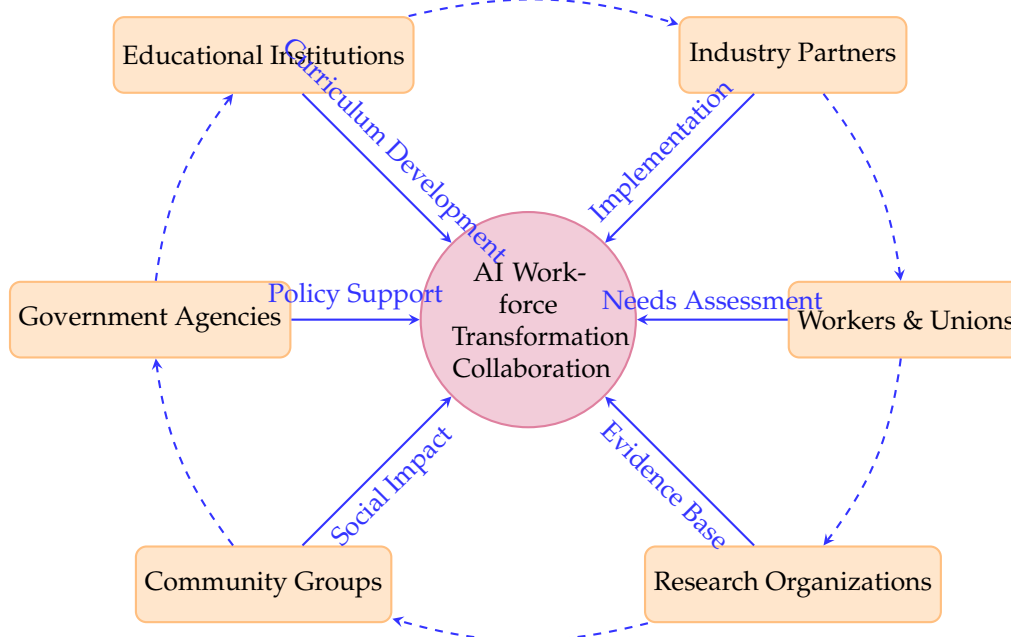 Educational Institutions
Industry Partners
Curriculum Development
Implementation
AI Work-
force
Transformation
Collaboration
Policy Support
Needs Assessment
Government Agencies
Workers & Unions
Social Impact
Evidence Base
Community Groups
Research Organizations